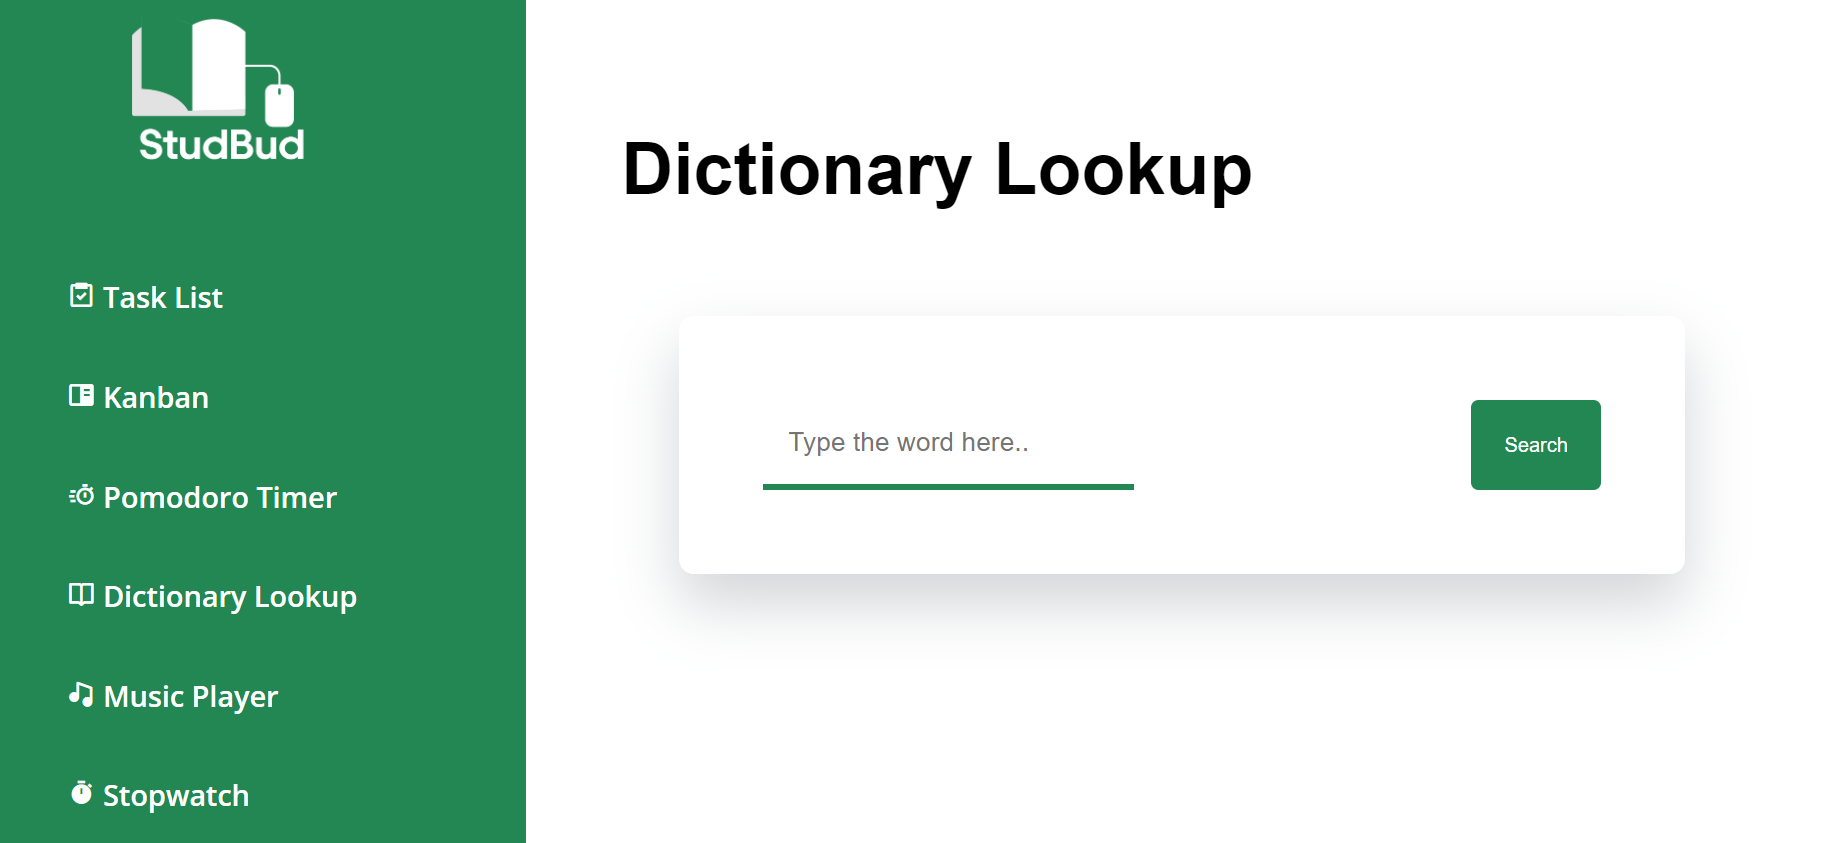 StudBud
Task List
Kanban
Pomodoro Timer
Dictionary Lookup
Music Player
Stopwatch
Dictionary Lookup
Type the word here..
Search